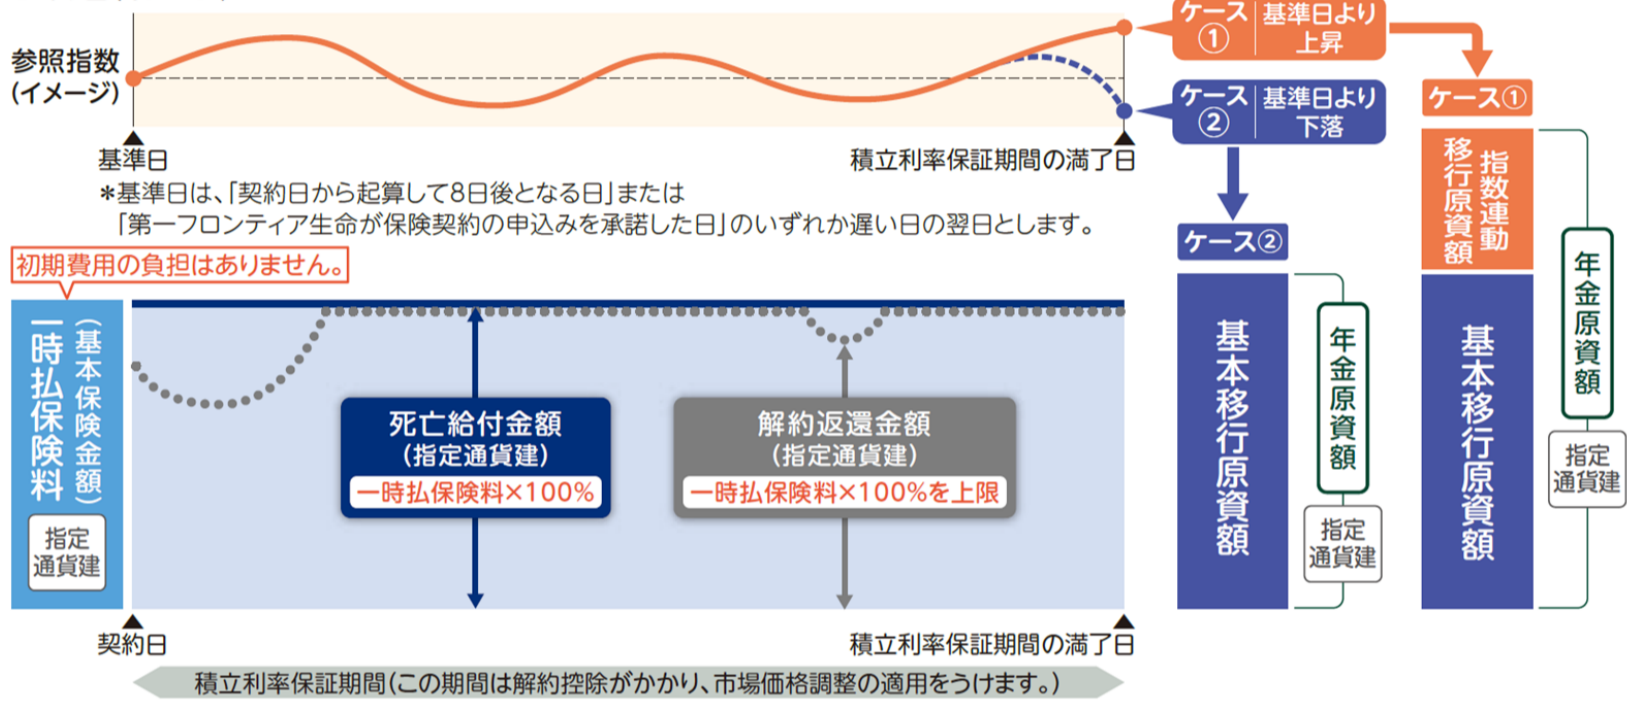 参照指数
(イメージ)
ケース
①
基準日より
上昇
ケース
②
基準日より
下落
基準日
積立利率保証期間の満了日
*基準日は、「契約日から起算して8日後となる日」または
「第一フロンティア生命が保険契約の申込みを承諾した日」のいずれか遅い日の翌日とします。
初期費用の負担はありません。
一時払保険料
(基本保険金額)
指定
通貨建
死亡給付金額
(指定通貨建)
一時払保険料×100%
解約返還金額
(指定通貨建)
一時払保険料×100%を上限
契約日
積立利率保証期間の満了日
積立利率保証期間(この期間は解約控除がかかり、市場価格調整の適用をうけます。)
ケース②
基本移行原資額
年金原資額
指定
通貨建
ケース①
指数連動
移行原資額
基本移行原資額
年金原資額
指定
通貨建